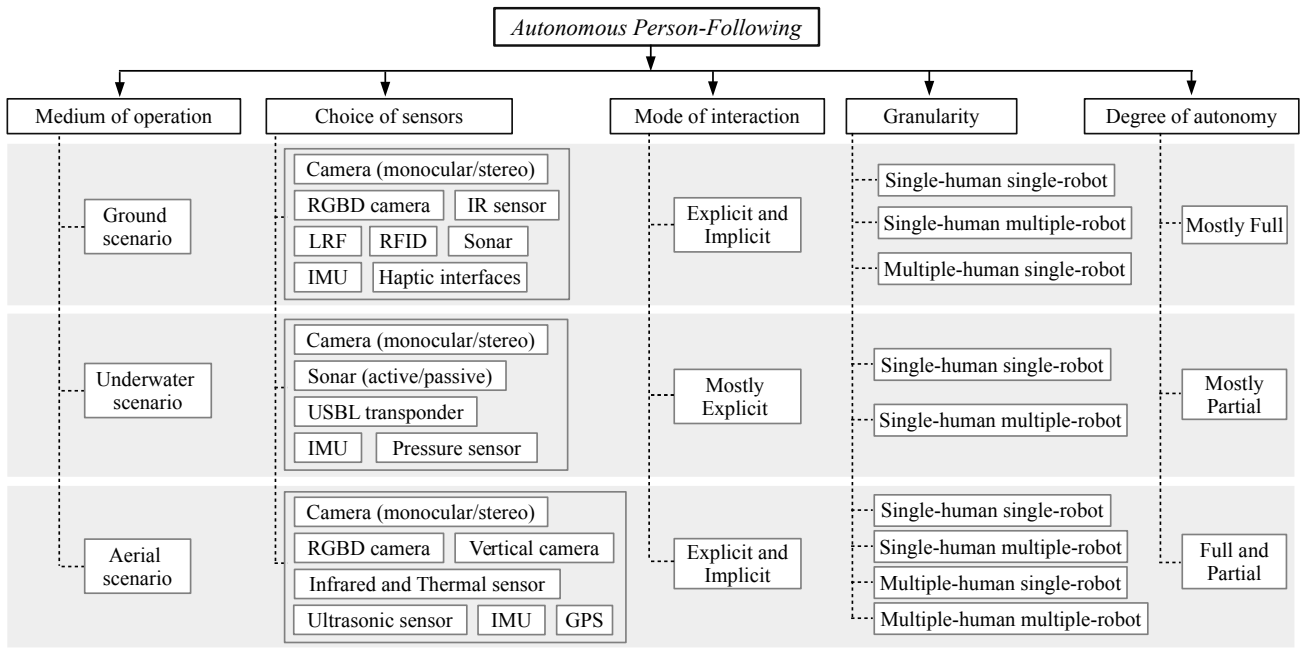 Autonomous Person-Following
Medium of operation
Choice of sensors
Mode of interaction
Granularity
Degree of autonomy
Ground
scenario
Camera (monocular/stereo)
RGBD camera
IR sensor
LRF
RFID
Sonar
IMU
Haptic interfaces
Explicit and
Implicit
Single-human single-robot
Single-human multiple-robot
Multiple-human single-robot
Mostly Full
Underwater
scenario
Camera (monocular/stereo)
Sonar (active/passive)
USBL transponder
IMU
Pressure sensor
Mostly
Explicit
Single-human single-robot
Single-human multiple-robot
Mostly
Partial
Aerial
scenario
Camera (monocular/stereo)
RGBD camera
Vertical camera
Infrared and Thermal sensor
Ultrasonic sensor
IMU
GPS
Explicit and
Implicit
Single-human single-robot
Single-human multiple-robot
Multiple-human single-robot
Multiple-human multiple-robot
Full and
Partial